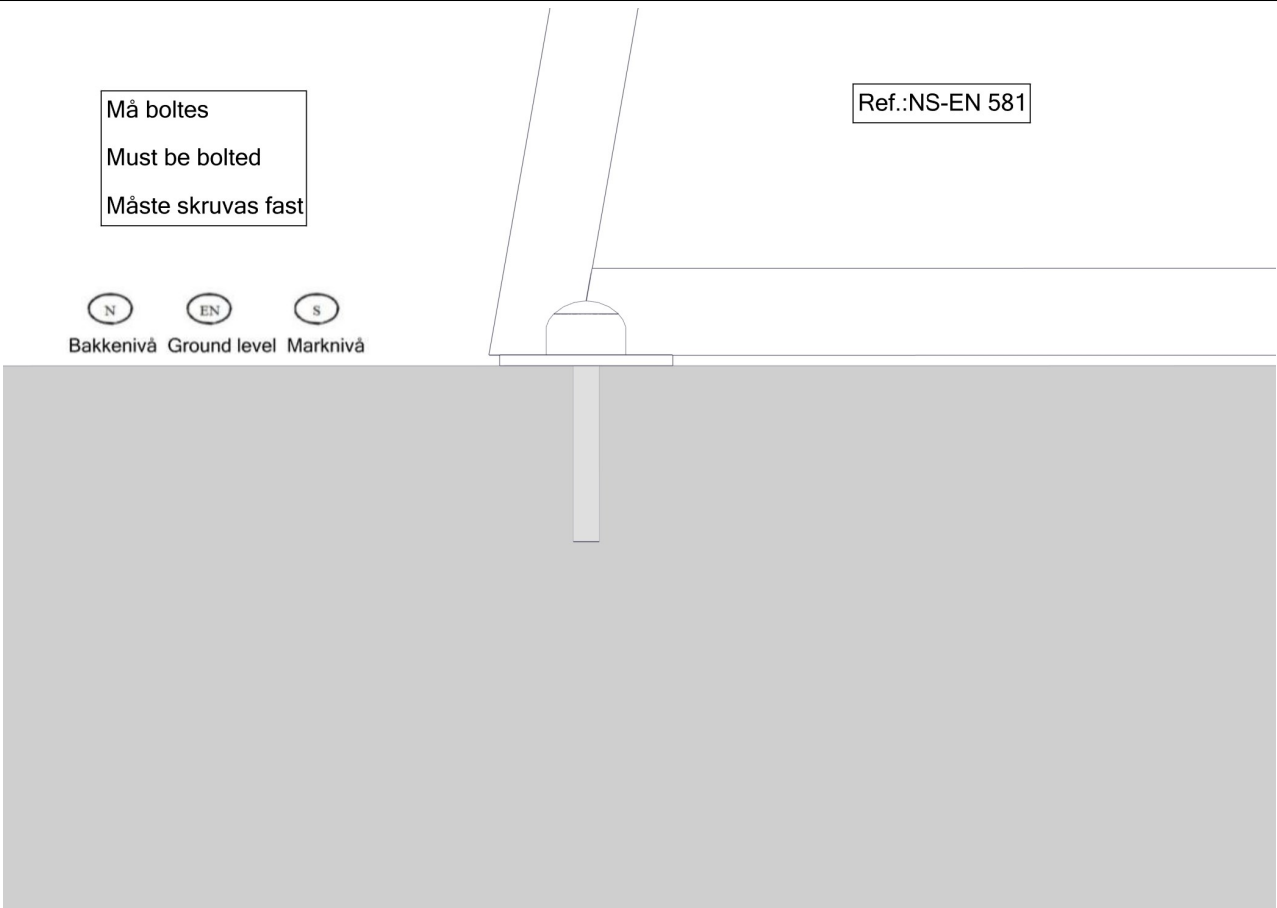 Må boltes
Must be bolted
Måste skruvas fast
Ref.:NS-EN 581
N EN S
Bakkenivå Ground level Marknivå